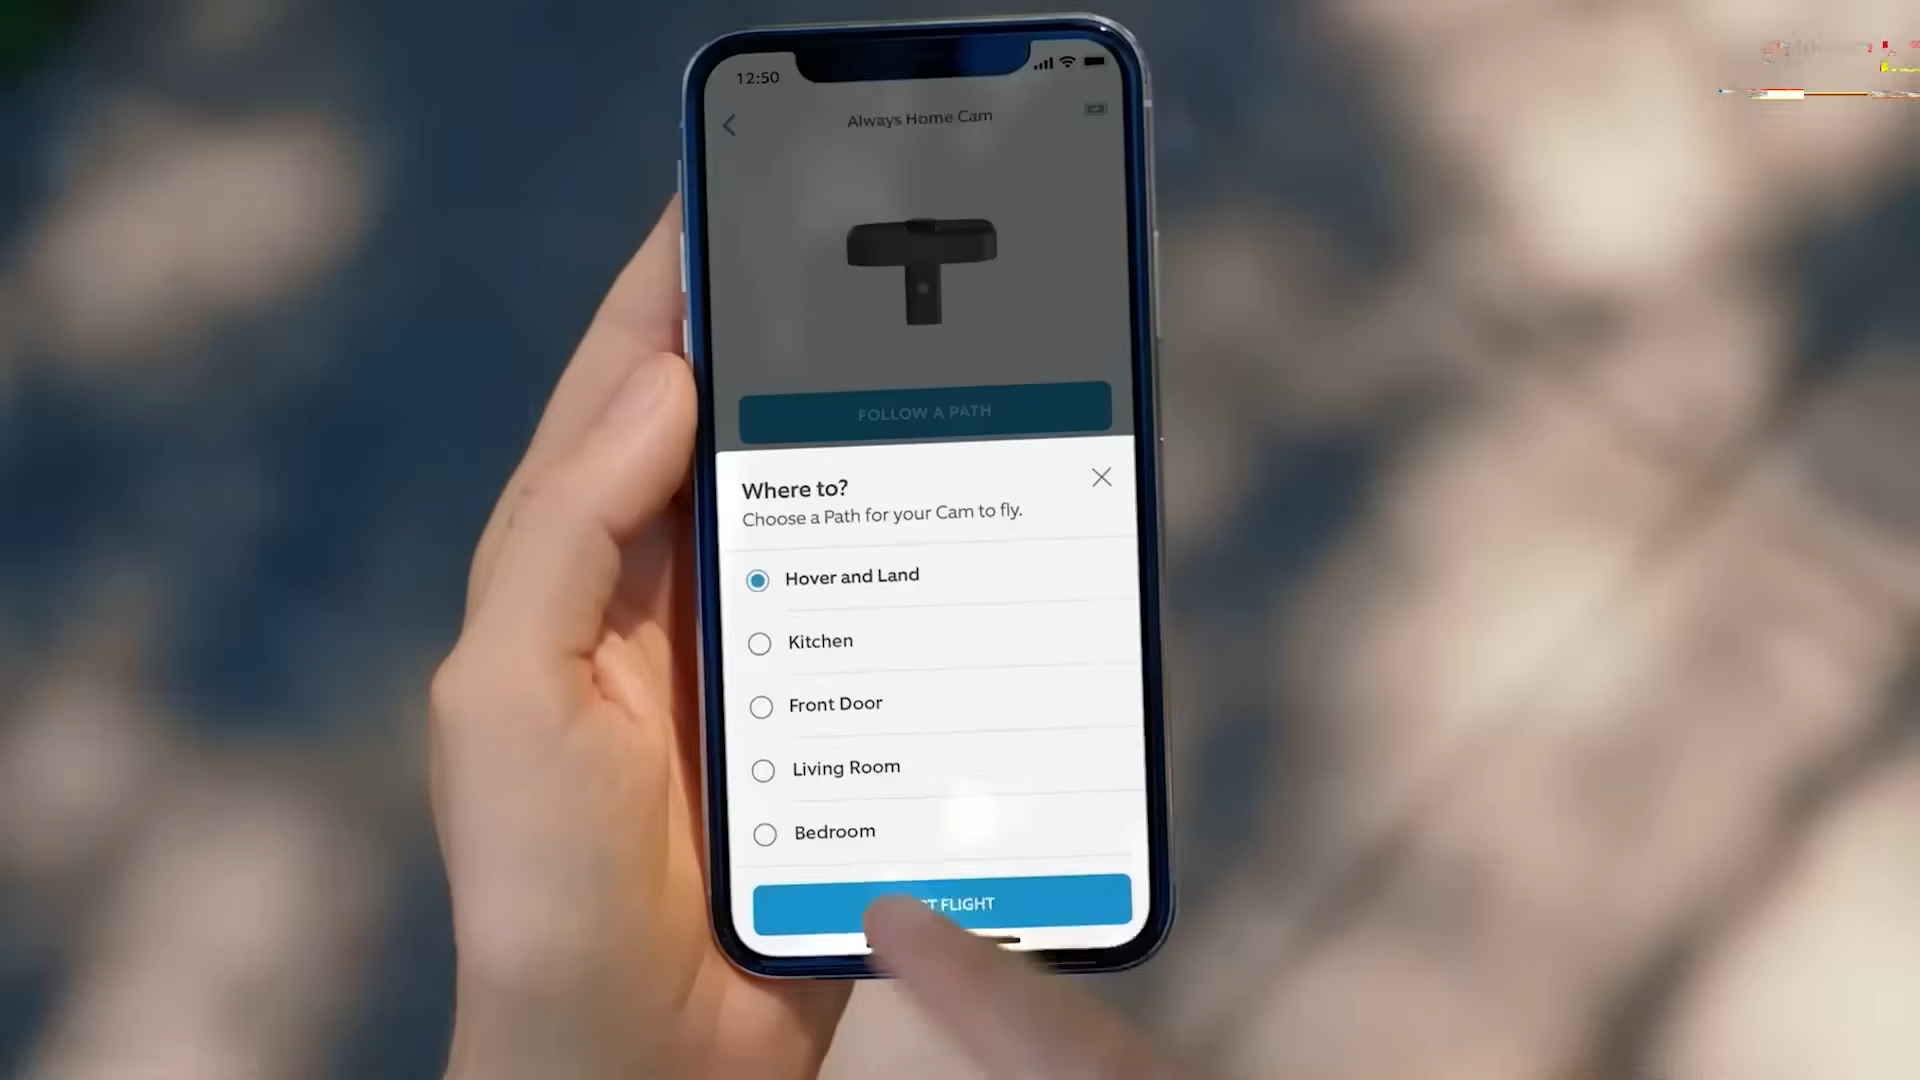 12:50
Always Home Cam
FOLLOW A PATH
Where to?
Choose a Path for your Cam to fly.
Hover and Land
Kitchen
Front Door
Living Room
Bedroom
FLIGHT